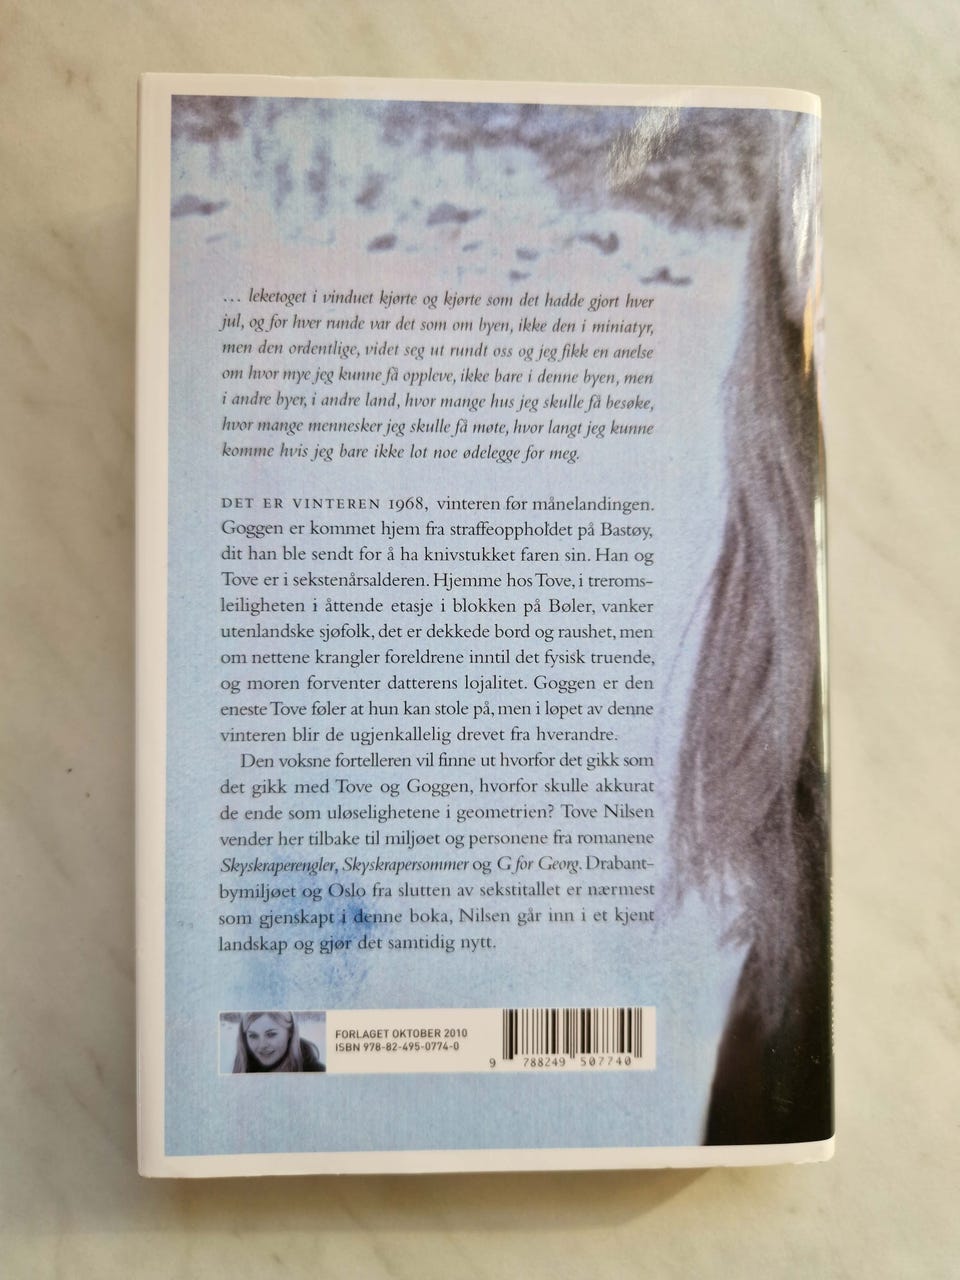 ... leketoget i vinduet kjørte og kjørte som det hadde gjort hver
jul, og for hver runde var det som om byen, ikke den i miniatyr,
men den ordentlige, videt seg ut rundt oss og jeg fikk en anelse
om hvor mye jeg kunne få oppleve, ikke bare i denne byen, men
i andre byer, i andre land, hvor mange hus jeg skulle få besøke,
hvor mange mennesker jeg skulle få møte, hvor langt jeg kunne
komme hvis jeg bare ikke lot noe ødelegge for meg.
DET ER VINTEREN 1968, vinteren før månelandingen.
Goggen er kommet hjem fra straffeoppholdet på Bastøy,
dit han ble sendt for å ha knivstukket faren sin. Han og
Tove er i sekstenårsalderen. Hjemme hos Tove, i treroms-
leiligheten i åttende etasje i blokken på Bøler, vanker
utenlandske sjøfolk, det er dekkede bord og raushet, men
om nettene krangler foreldrene inntil det fysisk truende,
og moren forventer datterens lojalitet. Goggen er den
eneste Tove føler at hun kan stole på, men i løpet av denne
vinteren blir de ugjenkallelig drevet fra hverandre.
Den voksne fortelleren vil finne ut hvorfor det gikk som
det gikk med Tove og Goggen, hvorfor skulle akkurat
de ende som uløselighetene i geometrien? Tove Nilsen
vender her tilbake til miljøet og personene fra romanene
Skyskraperengler, Skyskrapersommer og G for Georg. Drabant-
bymiljøet og Oslo fra slutten av sekstitallet er nærmest
som gjenskapt i denne boka, Nilsen går inn i et kjent
landskap og gjør det samtidig nytt.
FORLAGET OKTOBER 2010
ISBN 978-82-495-0774-0
9 788249 507740